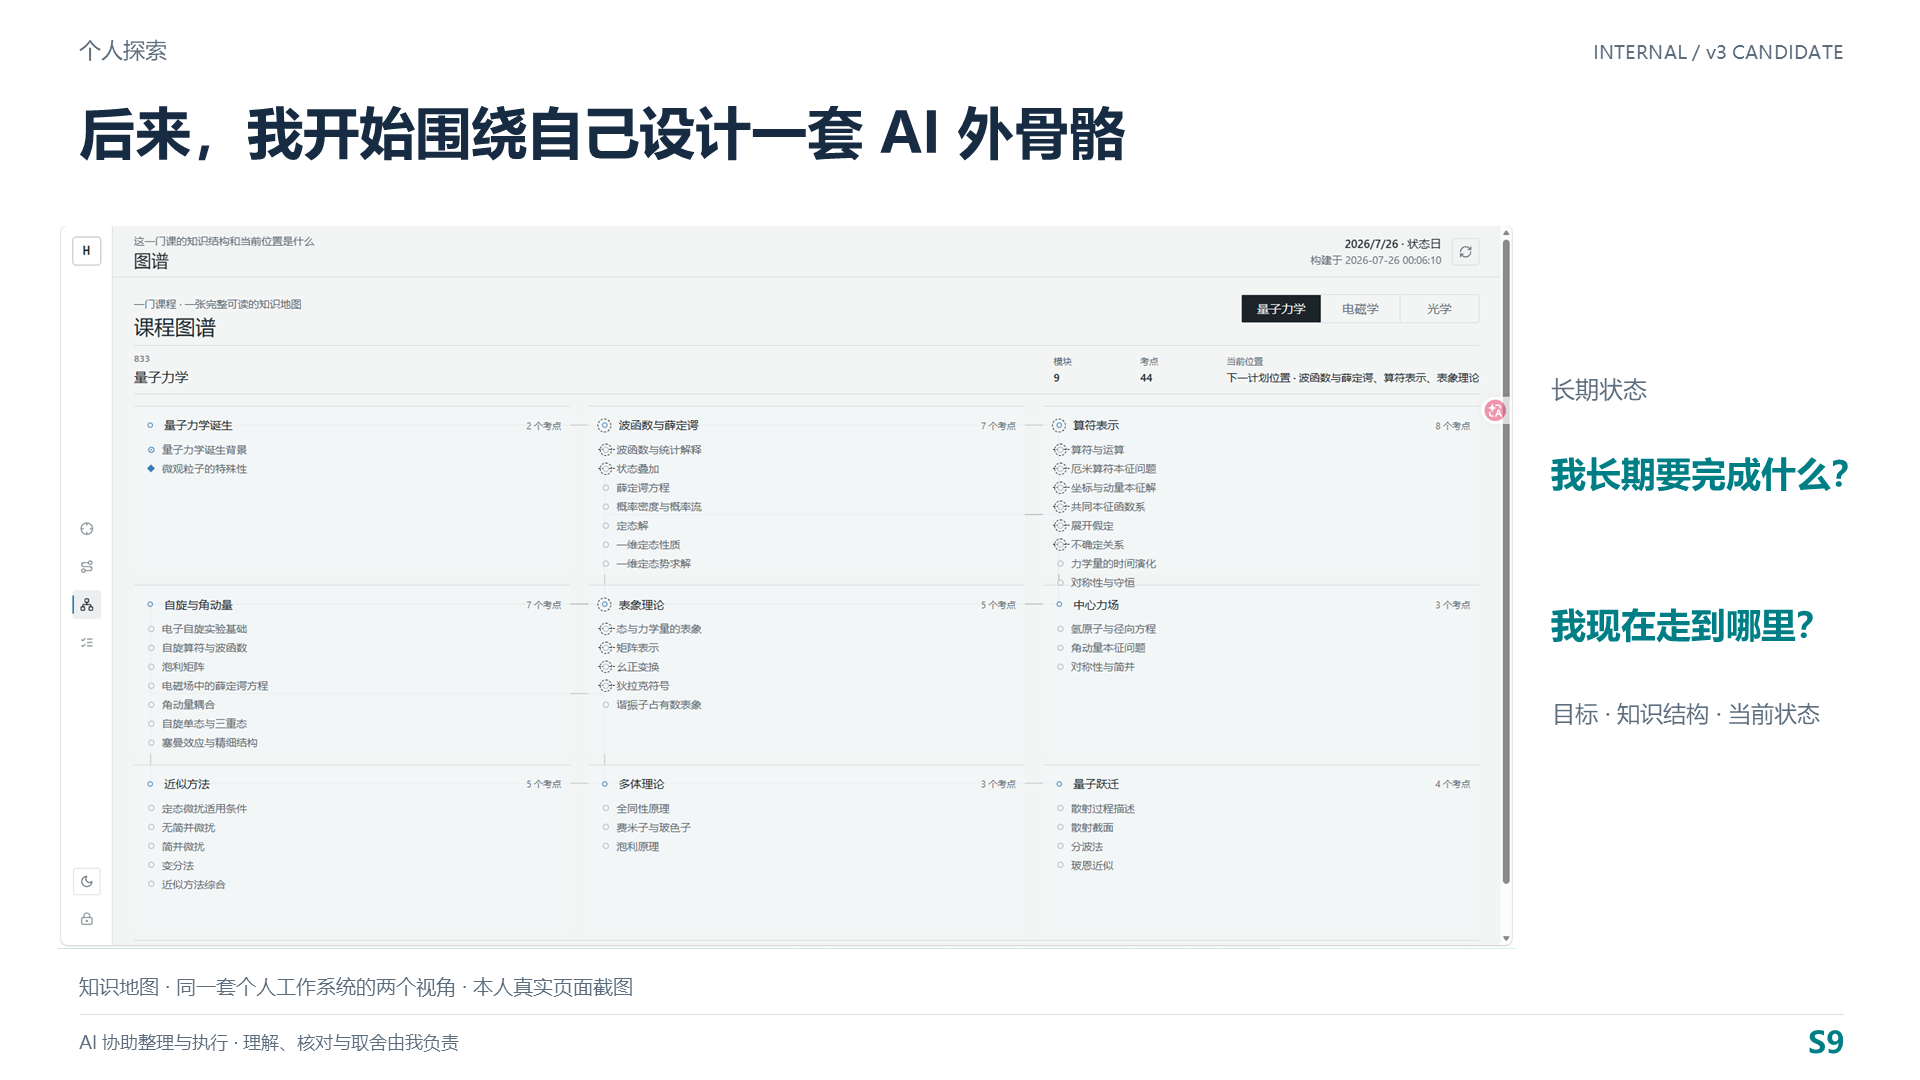 个人探索
INTERNAL / v3 CANDIDATE
后来，我开始围绕自己设计一套 AI 外骨骼
H
这一门课的知识结构和当前位置是什么
图谱
2026/7/26 · 状态日
构建于 2026-07-26 00:06:10
一门课程 · 一张完整可读的知识地图
课程图谱
量子力学
电磁学
光学
833
量子力学
模块
9
考点
44
当前位置
下一计划位置 · 波函数与薛定谔、算符表示、表象理论
量子力学诞生
2 个考点
量子力学诞生背景
微观粒子的特殊性
波函数与薛定谔
7 个考点
波函数与统计解释
状态叠加
薛定谔方程
概率密度与概率流
定态解
一维定态性质
一维定态势求解
算符表示
8 个考点
算符与运算
厄米算符本征问题
坐标与动量本征解
共同本征函数系
展开假定
不确定关系
力学量的时间演化
对称性与守恒
自旋与角动量
7 个考点
电子自旋实验基础
自旋算符与波函数
泡利矩阵
电磁场中的薛定谔方程
角动量耦合
自旋单态与三重态
塞曼效应与精细结构
表象理论
5 个考点
态与力学量的表象
矩阵表示
幺正变换
狄拉克符号
谐振子占有数表象
中心力场
3 个考点
氢原子与径向方程
角动量本征问题
对称性与简并
近似方法
5 个考点
定态微扰适用条件
无简并微扰
简并微扰
变分法
近似方法综合
多体理论
3 个考点
全同性原理
费米子与玻色子
泡利原理
量子跃迁
4 个考点
散射过程描述
散射截面
分波法
玻恩近似
长期状态
我长期要完成什么？
我现在走到哪里？
目标 · 知识结构 · 当前状态
知识地图 · 同一套个人工作系统的两个视角 · 本人真实页面截图
AI 协助整理与执行 · 理解、核对与取舍由我负责
S9